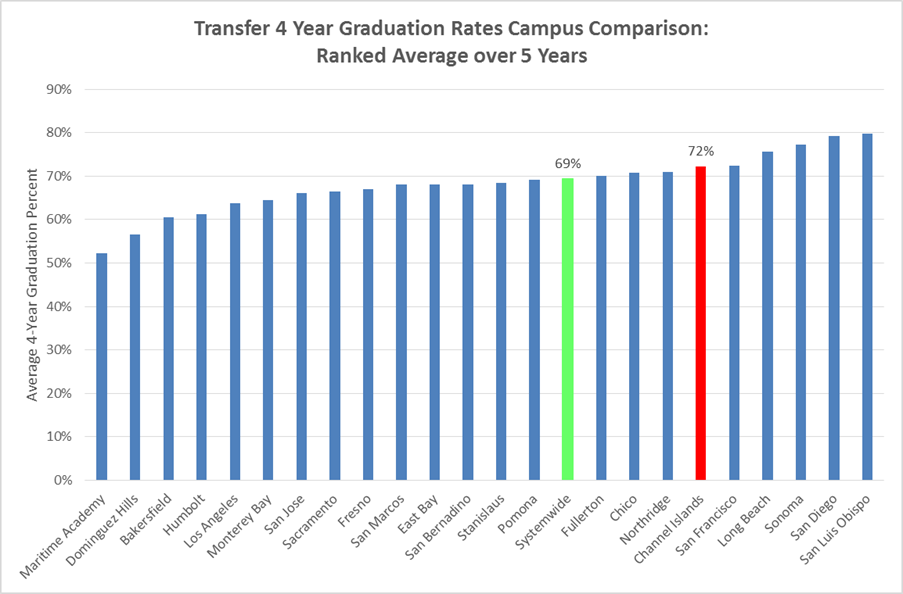 Transfer 4 Year Graduation Rates Campus Comparison:
Ranked Average over 5 Years
Average 4-Year Graduation Percent
90%
80%
70%
60%
50%
40%
30%
20%
10%
0%
69%
72%
Maritime Academy
Dominguez Hills
Bakersfield
Humbolt
Los Angeles
Monterey Bay
San Jose
Sacramento
Fresno
San Marcos
East Bay
San Bernadino
Stanislaus
Pomona
Systemwide
Fullerton
Chico
Northridge
Channel Islands
San Francisco
Long Beach
Sonoma
San Diego
San Luis Obispo